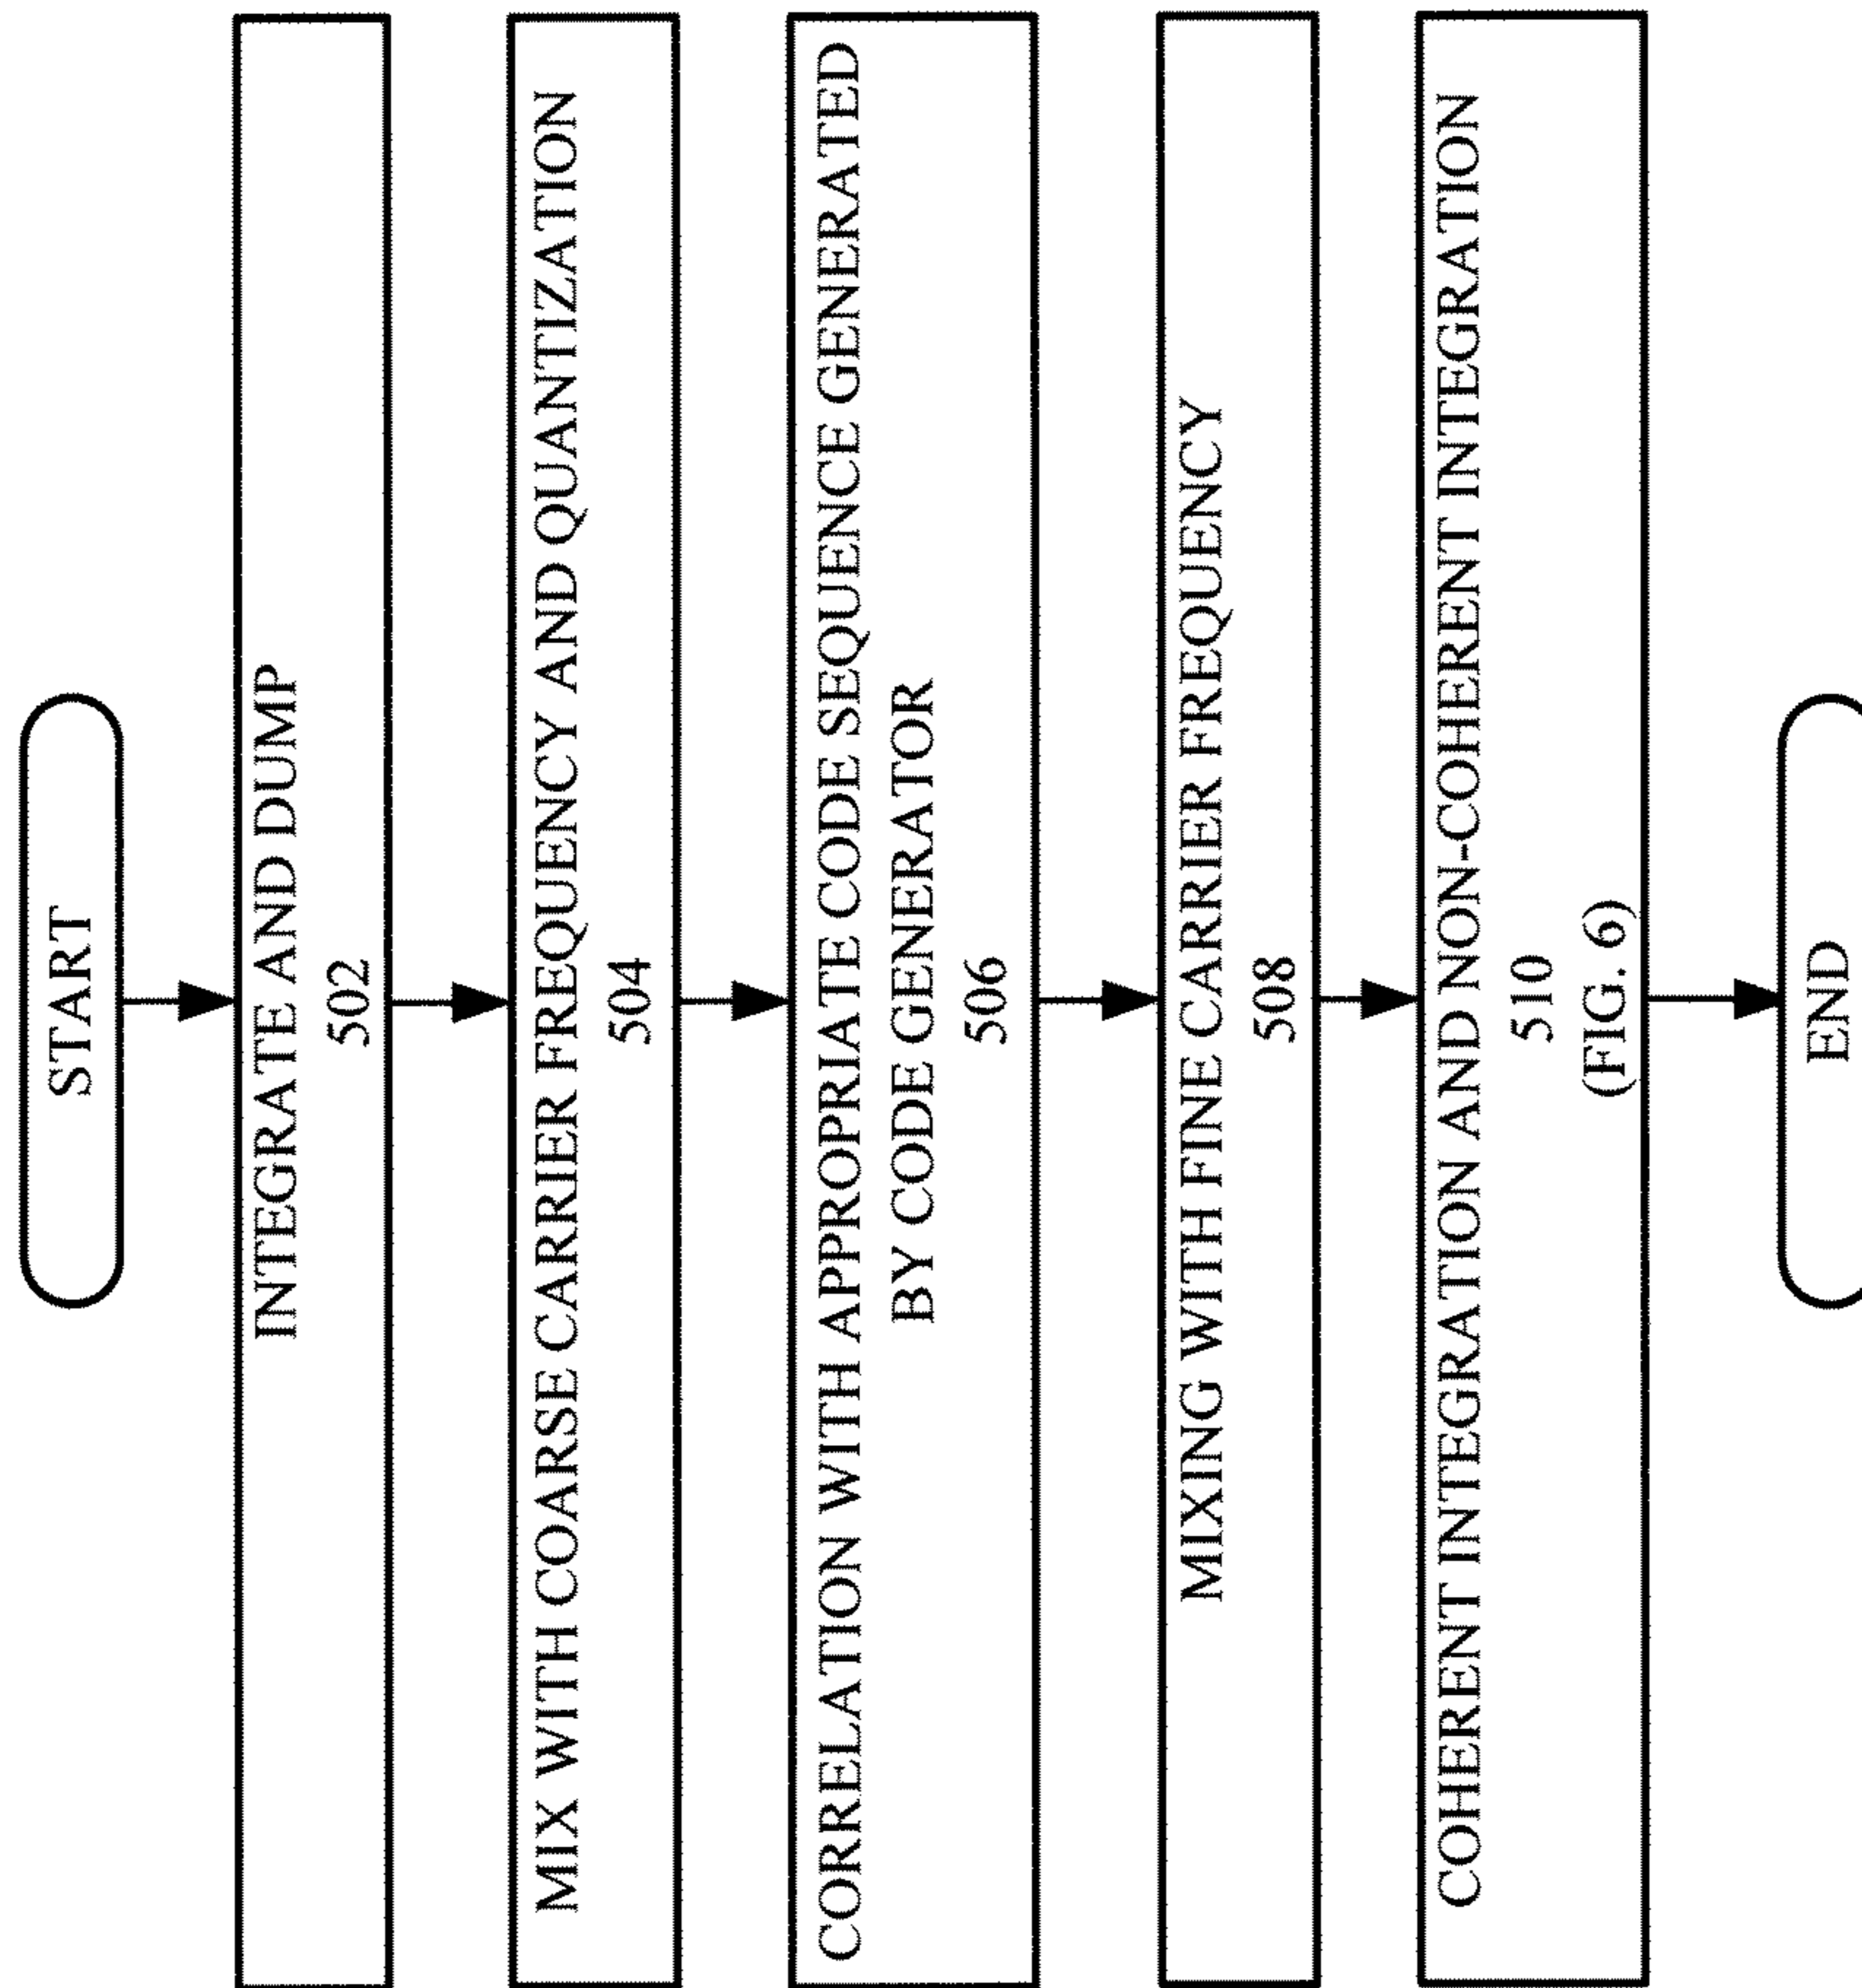 START
INTEGRATE AND DUMP
502
MIX WITH COARSE CARRIER FREQUENCY AND QUANTIZATION
504
CORRELATION WITH APPROPRIATE CODE SEQUENCE GENERATED
BY CODE GENERATOR
506
MIXING WITH FINE CARRIER FREQUENCY
508
COHERENT INTEGRATION AND NON-COHERENT INTEGRATION
510
(FIG. 6)
END